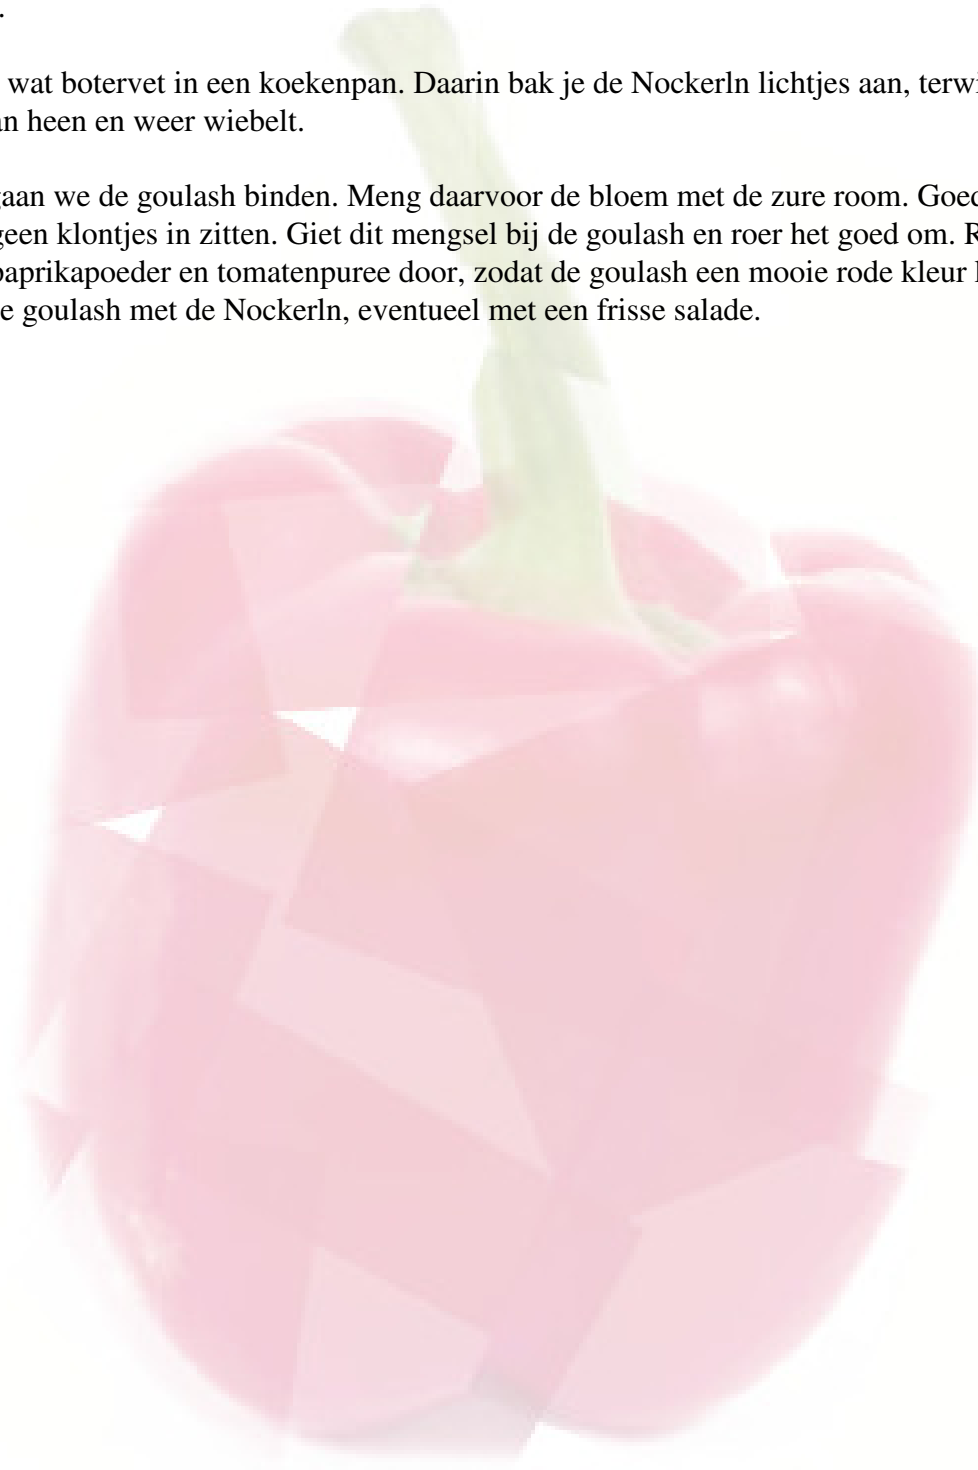 .
wat botervet in een koekenpan. Daarin bak je de Nockerln lichtjes aan, terwi
an heen en weer wiebelt.
gaan we de goulash binden. Meng daarvoor de bloem met de zure room. Goed
geen klontjes in zitten. Giet dit mengsel bij de goulash en roer het goed om. R
paprikapoeder en tomatenpuree door, zodat de goulash een mooie rode kleur
e goulash met de Nockerln, eventueel met een frisse salade.